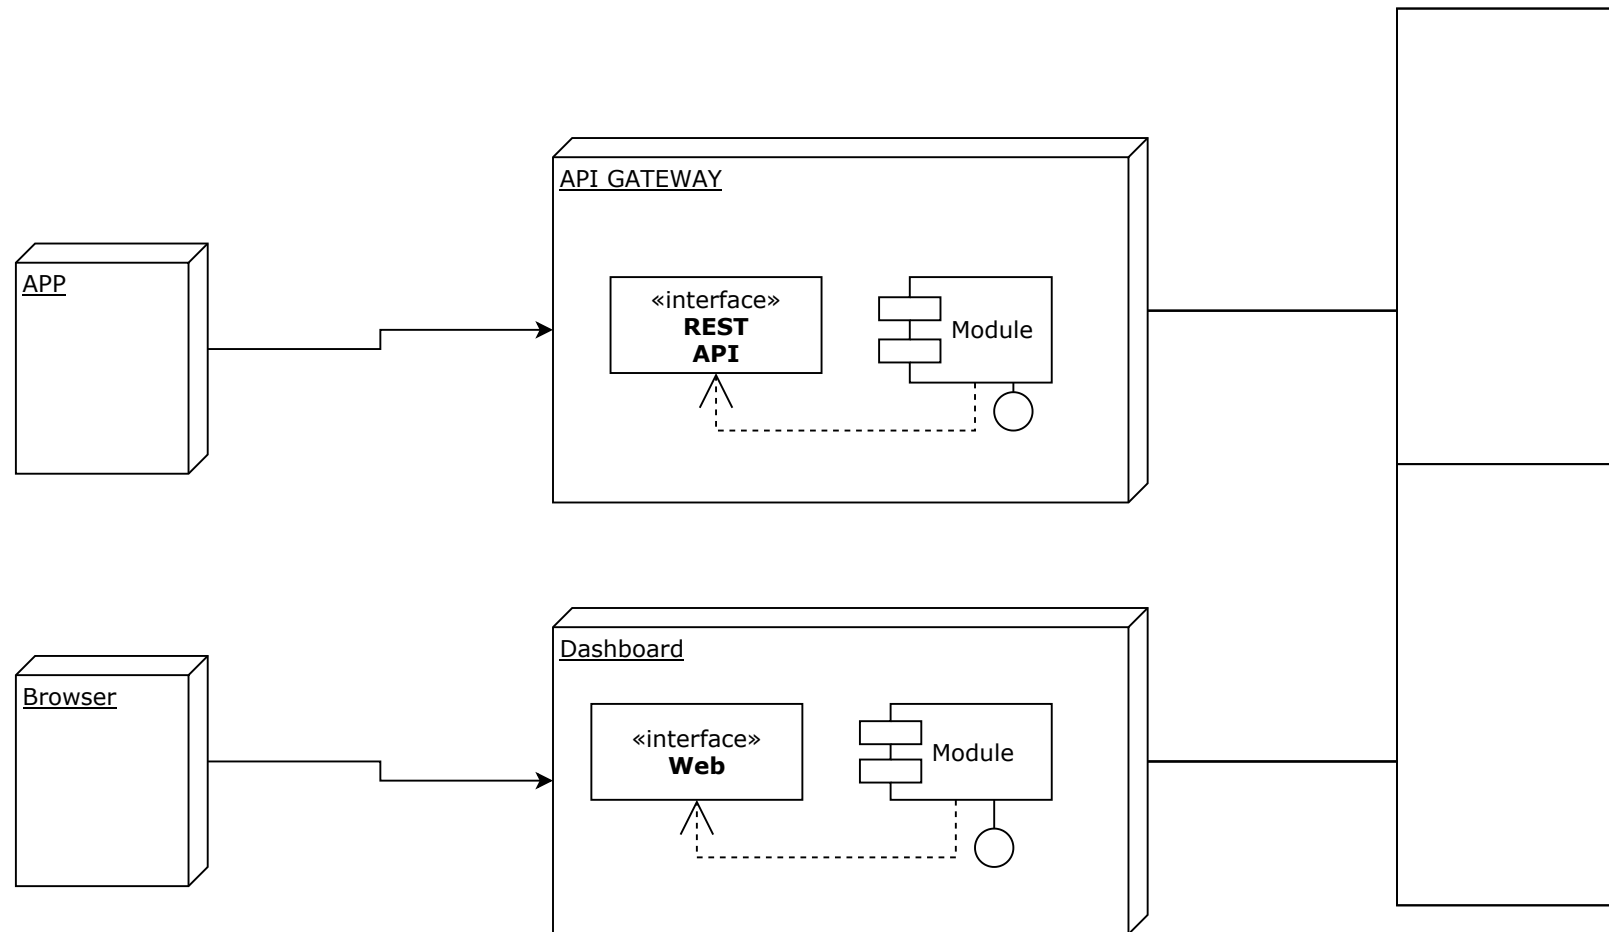 API GATEWAY
APP
«interface»
REST
API
Module
Dashboard
Browser
«interface»
Web
Module